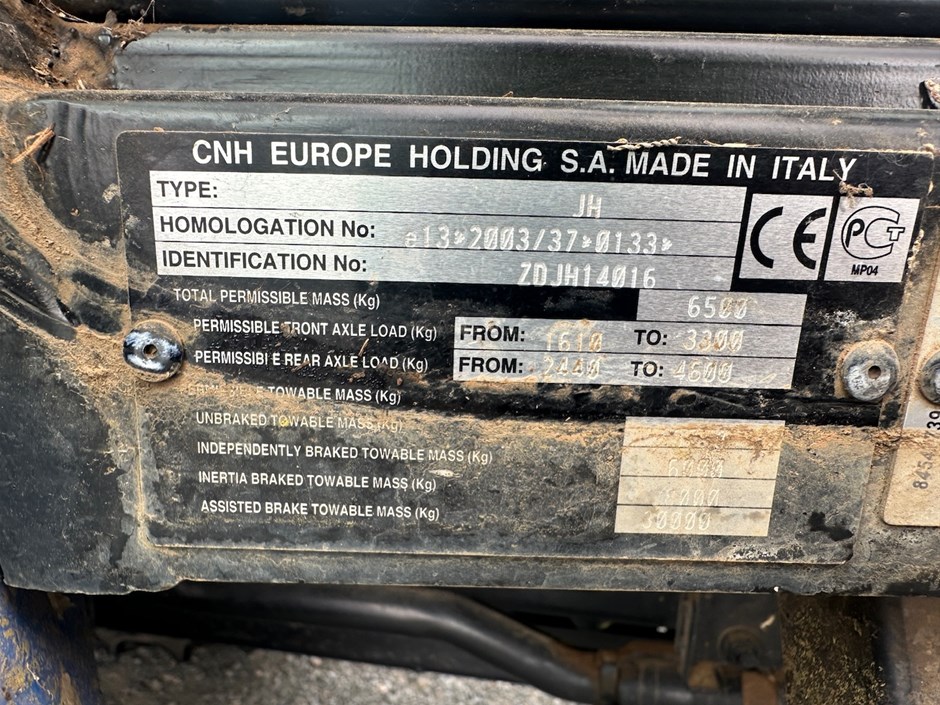 CNH EUROPE HOLDING S.A. MADE IN ITALY
TYPE: JH
HOMOLOGATION No: e13*2003/37*0133*
IDENTIFICATION No: ZDJH14016
CE
PCT
MP04
TOTAL PERMISSIBLE MASS (Kg) 6500
PERMISSIBLE FRONT AXLE LOAD (Kg) FROM: 1610 TO: 3300
PERMISSIBLE REAR AXLE LOAD (Kg) FROM: 2440 TO: 4600
TOWABLE MASS (Kg)
UNBRAKED TOWABLE MASS (Kg)
INDEPENDENTLY BRAKED TOWABLE MASS (Kg) 6000
INERTIA BRAKED TOWABLE MASS (Kg)
ASSISTED BRAKE TOWABLE MASS (Kg) 30000